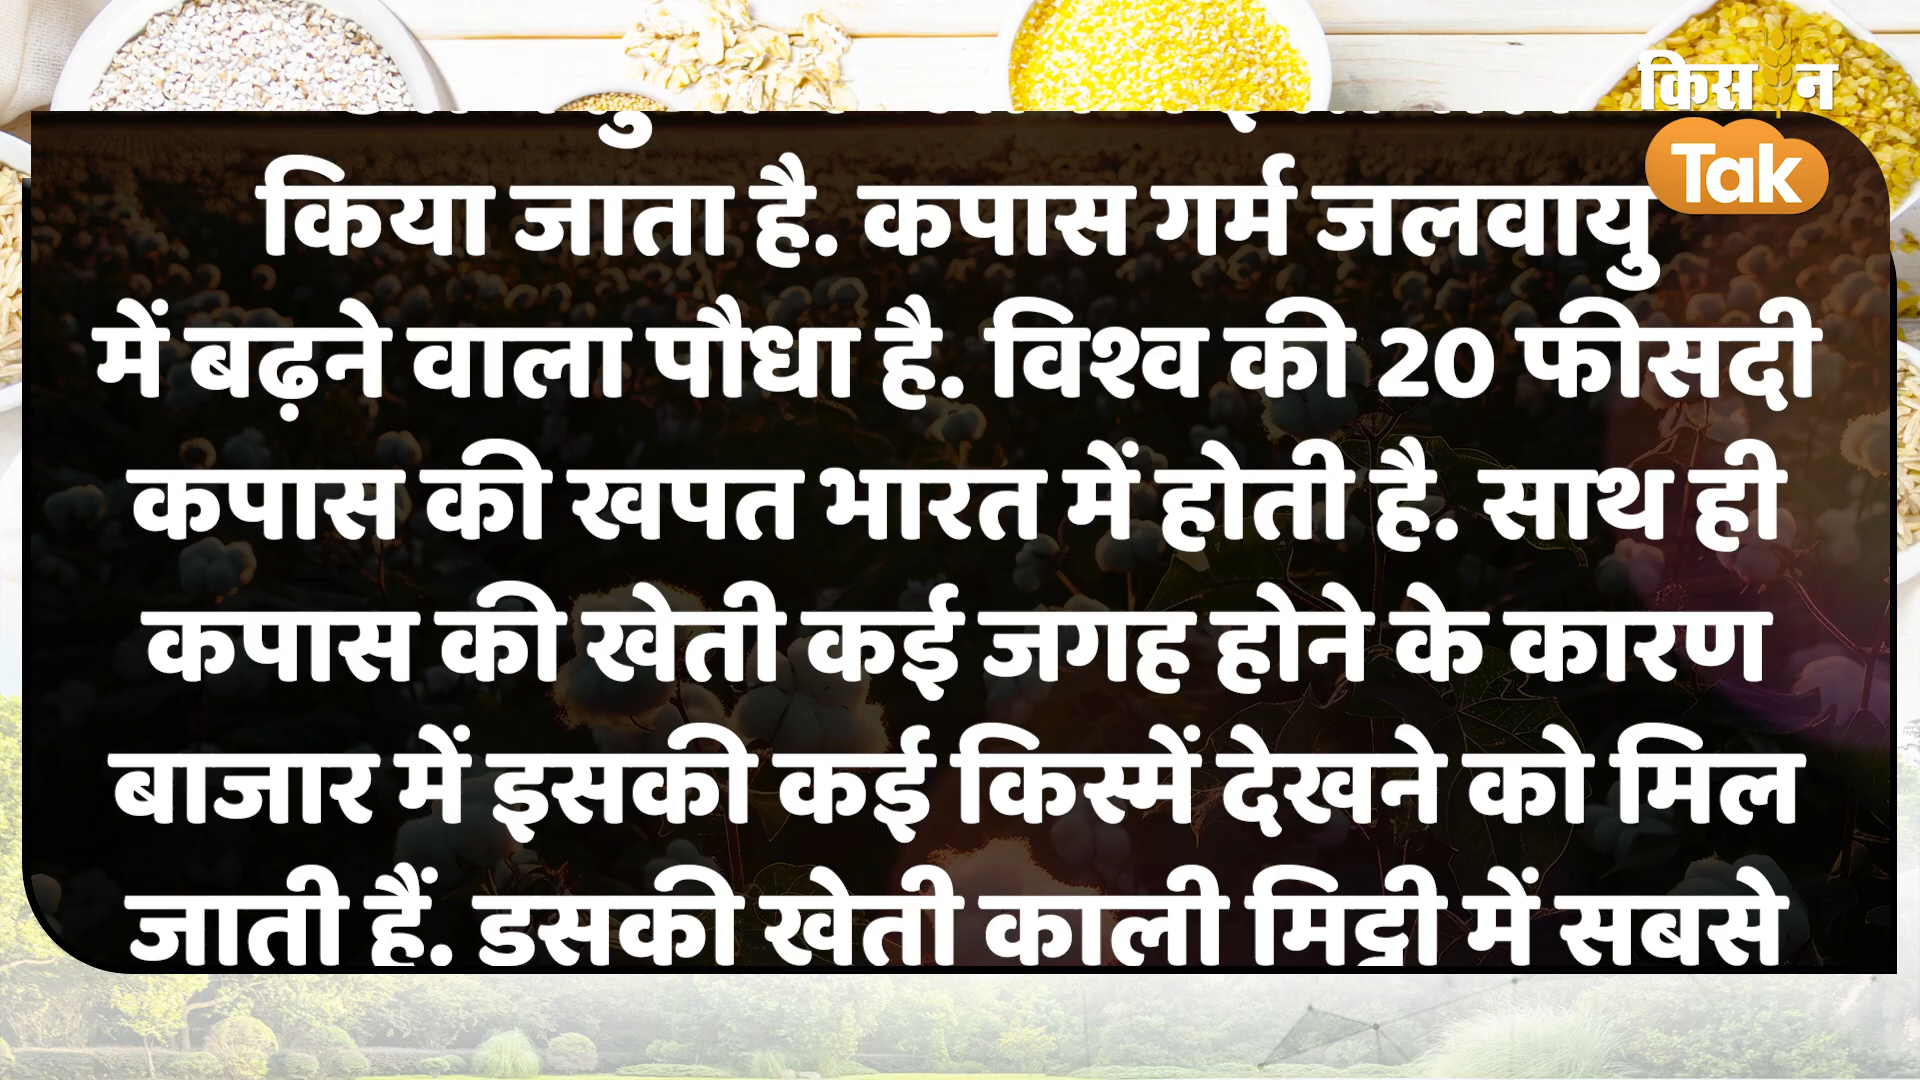 किसान
Tak
किया जाता है. कपास गर्म जलवायु
में बढ़ने वाला पौधा है. विश्व की 20 फीसदी
कपास की खपत भारत में होती है. साथ ही
कपास की खेती कई जगह होने के कारण
बाजार में इसकी कई किस्में देखने को मिल
जाती हैं. इसकी खेती काली मिट्टी में सबसे